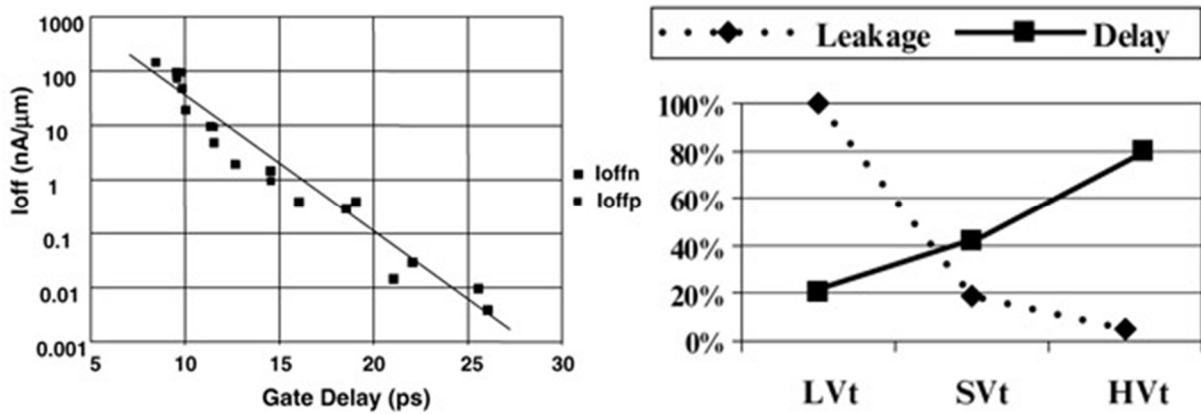 1000
100
10
1
0.1
0.01
0.001
Ioff (nA/μm)
5 10 15 20 25 30
Gate Delay (ps)
Ioffn
Ioffp
Leakage Delay
100%
80%
60%
40%
20%
0%
LVt SVt HVt